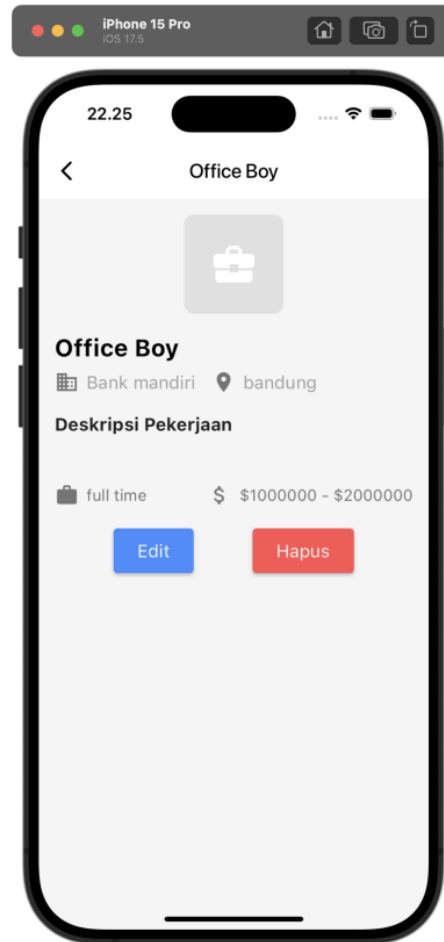 iPhone 15 Pro
iOS 17.5
22.25
Office Boy
Office Boy
Bank mandiri bandung
Deskripsi Pekerjaan
full time $ $1000000 - $2000000
Edit Hapus